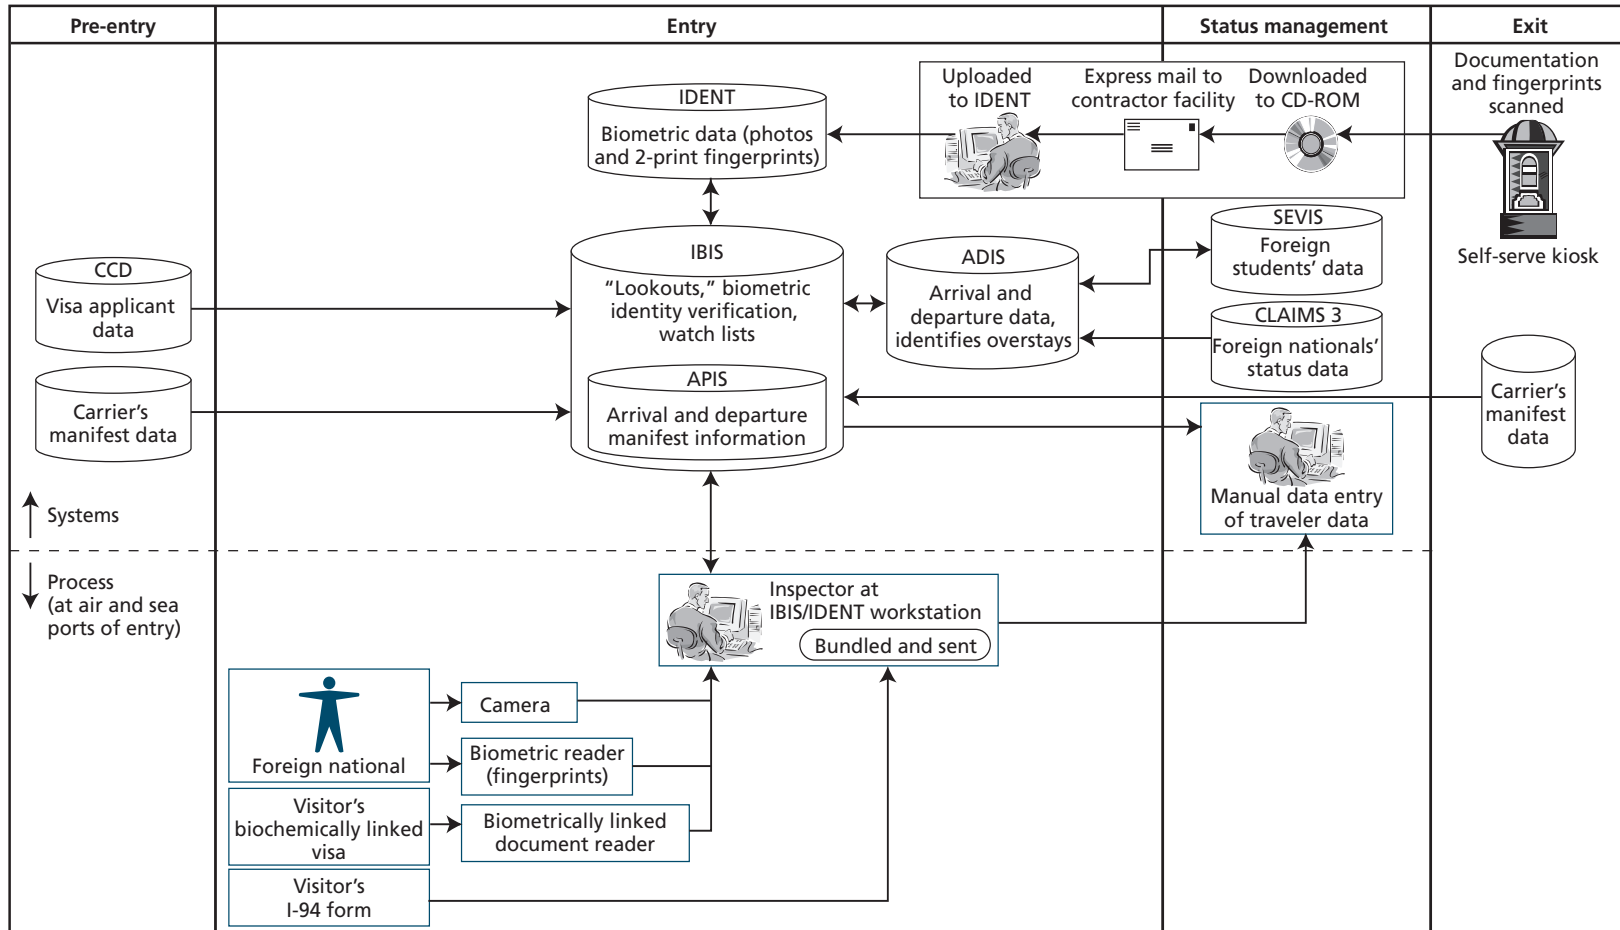 Pre-entry
Entry
Status management
Exit
IDENT
Biometric data (photos
and 2-print fingerprints)
Uploaded
to IDENT
Express mail to
contractor facility
Downloaded
to CD-ROM
Documentation
and fingerprints
scanned
Self-serve kiosk
CCD
Visa applicant
data
Carrier's
manifest data
IBIS
“Lookouts,” biometric
identity verification,
watch lists
APIS
Arrival and departure
manifest information
ADIS
Arrival and
departure data,
identifies overstays
SEVIS
Foreign
students’ data
CLAIMS 3
Foreign nationals’
status data
Carrier’s
manifest
data
Manual data entry
of traveler data
Systems
Process
(at air and sea
ports of entry)
Inspector at
IBIS/IDENT workstation
Bundled and sent
Foreign national
Camera
Biometric reader
(fingerprints)
Visitor’s
biochemically linked
visa
Biometrically linked
document reader
Visitor’s
I-94 form